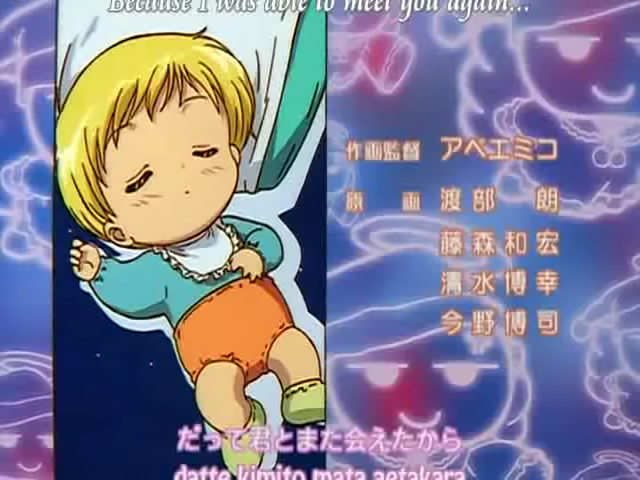 Because I was able to meet you again...
作画監督 アベエミコ
原 画 渡部 朗
藤森和宏
清水博幸
今野博司
だって君とまた会えたから
datte kimito mata aetakara